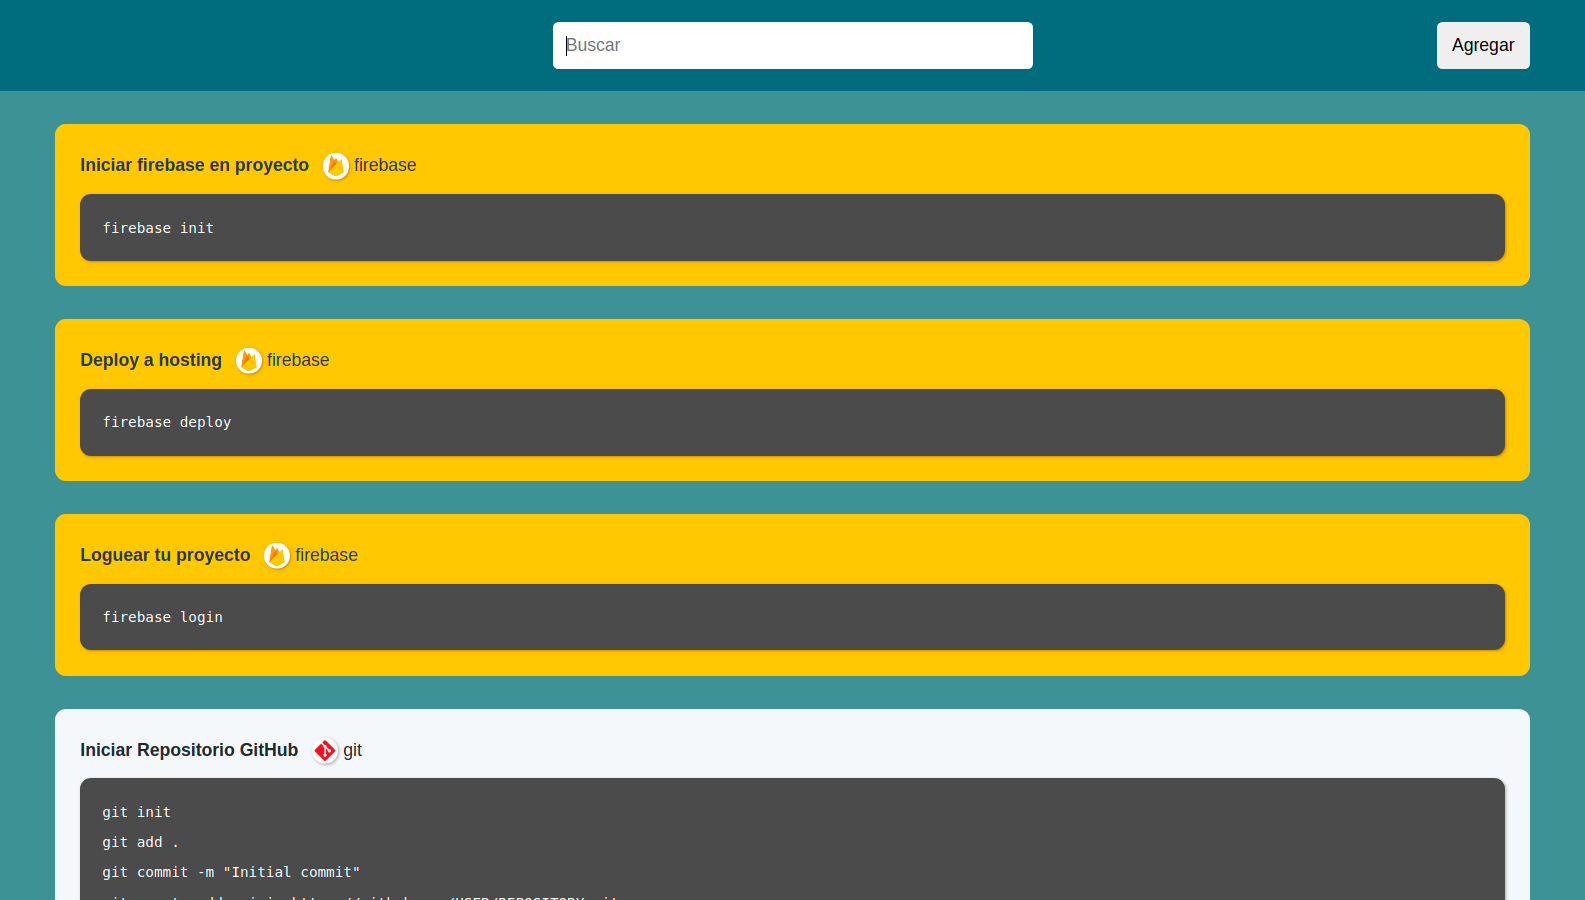 Buscar
Agregar
Iniciar firebase en proyecto firebase
firebase init
Deploy a hosting firebase
firebase deploy
Loguear tu proyecto firebase
firebase login
Iniciar Repositorio GitHub git
git init
git add .
git commit -m "Initial commit"